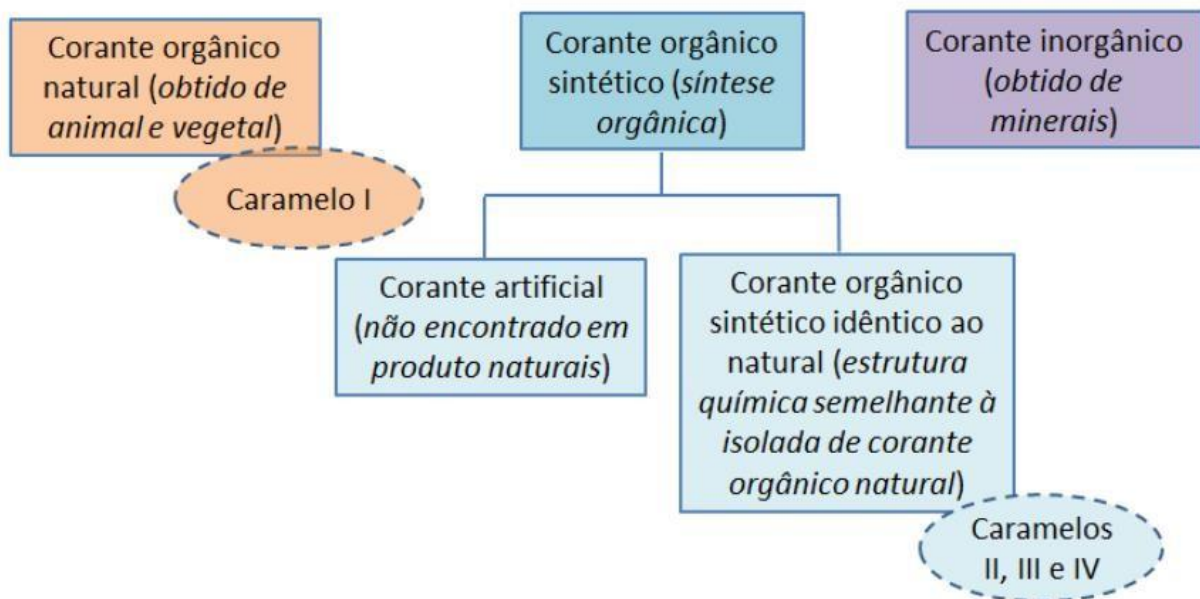 Corante orgânico
natural (obtido de
animal e vegetal)
Caramelo I
Corante orgânico
sintético (síntese
orgânica)
Corante inorgânico
(obtido de
minerais)
Corante artificial
(não encontrado em
produto naturais)
Corante orgânico
sintético idêntico ao
natural (estrutura
química semelhante à
isolada de corante
orgânico natural)
Caramelos
II, III e IV